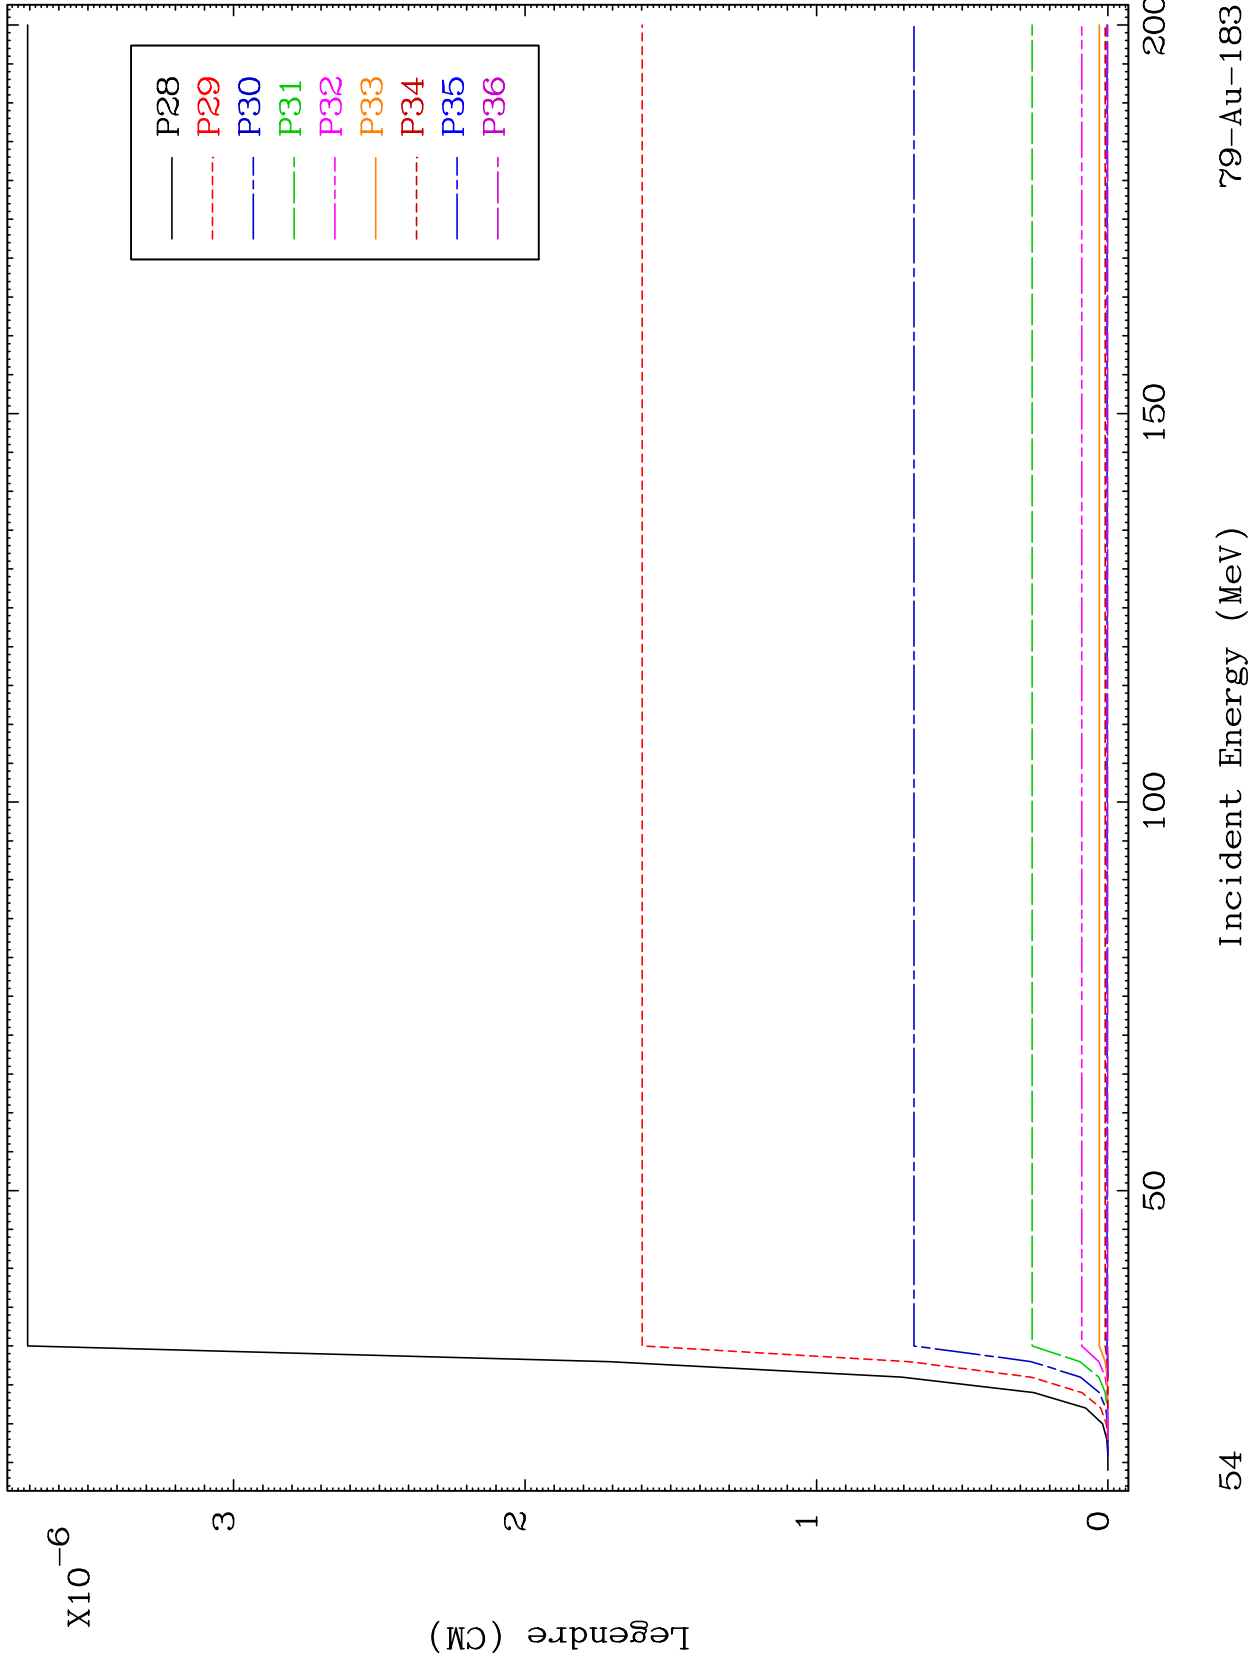 X10-6
Legendre (CM)
3
2
1
0
P28
P29
P30
P31
P32
P33
P34
P35
P36
50
100
150
200
Incident Energy (MeV)
54
79-Au-183